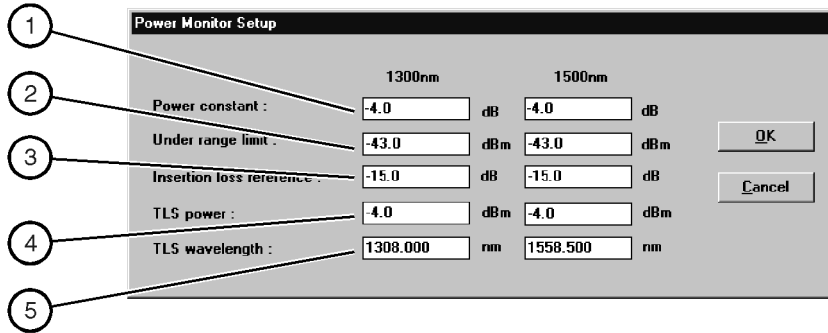 Power Monitor Setup
1300nm 1500nm
1 Power constant : -4.0 dB -4.0 dB
2 Under range limit : -43.0 dBm -43.0 dBm OK
3 Insertion loss reference : -15.0 dB -15.0 dB Cancel
4 TLS power : -4.0 dBm -4.0 dBm
5 TLS wavelength : 1308.000 nm 1558.500 nm